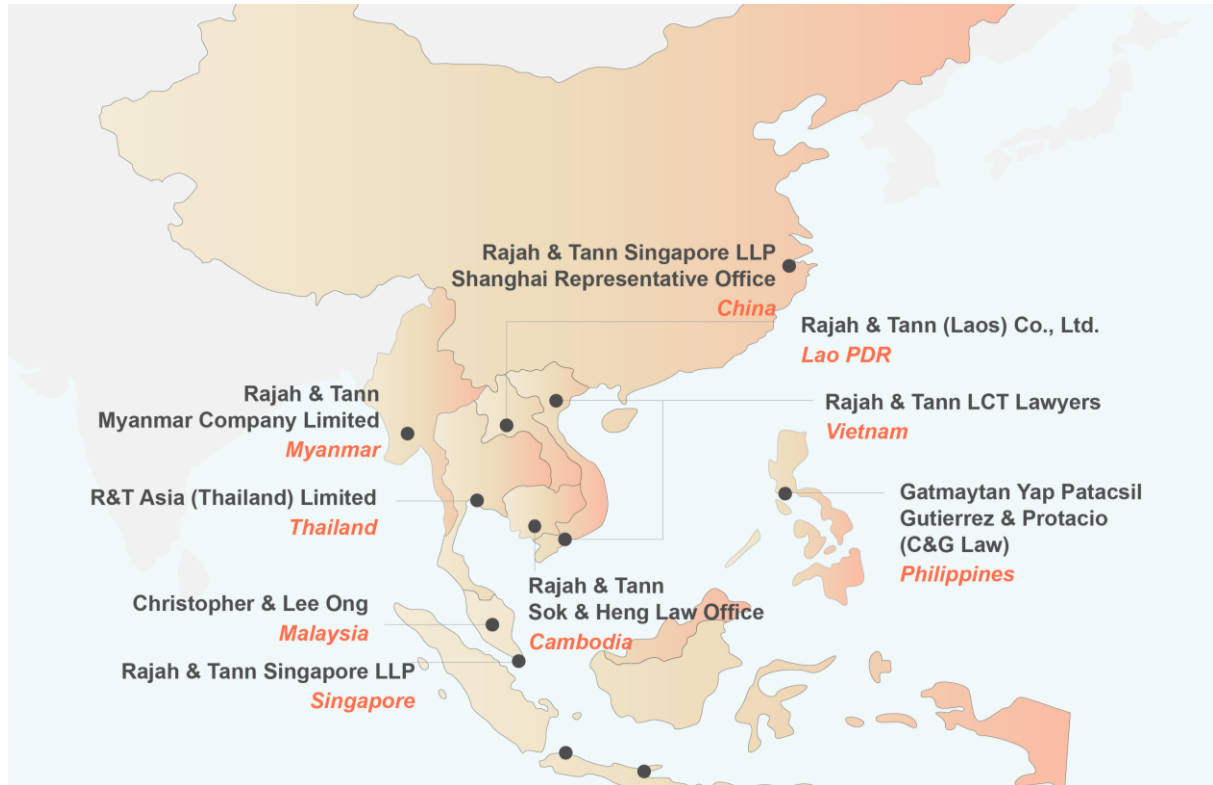 Rajah & Tann Singapore LLP
Shanghai Representative Office
China
Rajah & Tann (Laos) Co., Ltd.
Lao PDR
Rajah & Tann
Myanmar Company Limited
Myanmar
Rajah & Tann LCT Lawyers
Vietnam
R&T Asia (Thailand) Limited
Thailand
Gatmaytan Yap Patacsil
Gutierrez & Protacio
(C&G Law)
Philippines
Rajah & Tann
Sok & Heng Law Office
Cambodia
Christopher & Lee Ong
Malaysia
Rajah & Tann Singapore LLP
Singapore